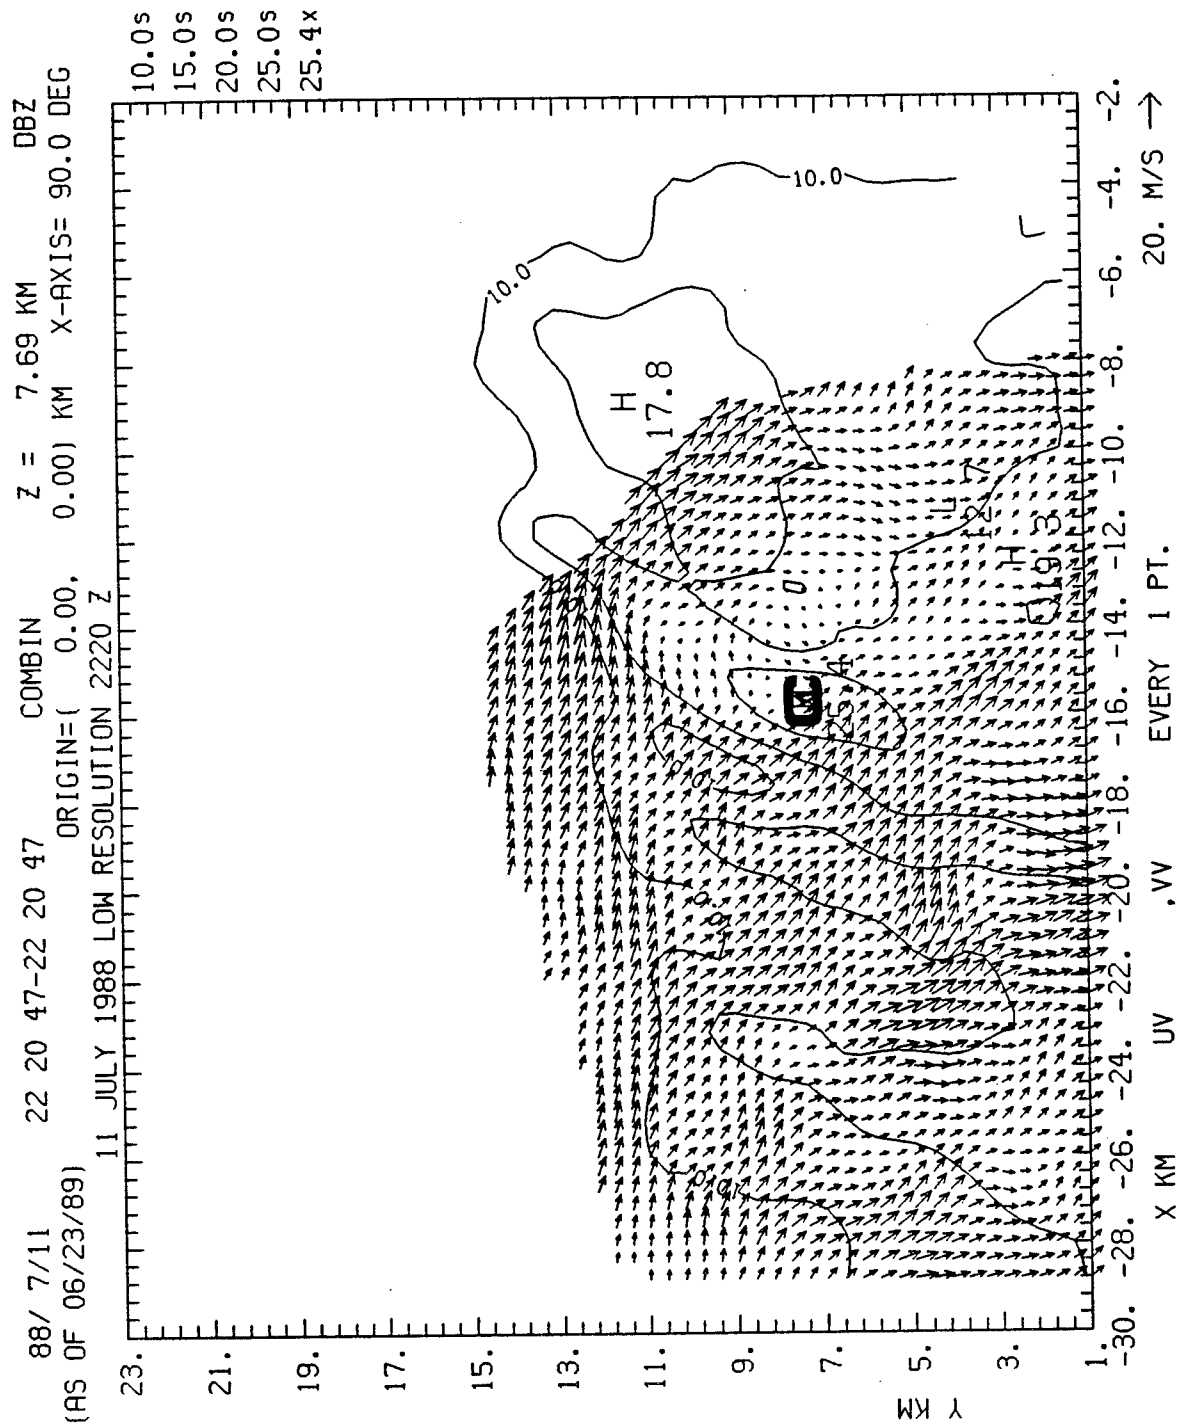 88/ 7/11 22 20 47-22 20 47 COMBIN Z = 7.69 KM DBZ
(AS OF 06/23/89) ORIGIN=( 0.00, 0.00) KM X-AXIS= 90.0 DEG
11 JULY 1988 LOW RESOLUTION 2220 Z
10.0s
15.0s
20.0s
25.0s
25.4x
23.
21.
19.
17.
15.
13.
11.
9.
7.
5.
3.
1.
Y KM
10.0
10.0
H
17.8
L
L
12.7
H
19.3
M
-30. -28. -26. -24. -22. -20. -18. -16. -14. -12. -10. -8. -6. -4. -2.
X KM UV ,VV EVERY 1 PT. 20. M/S →